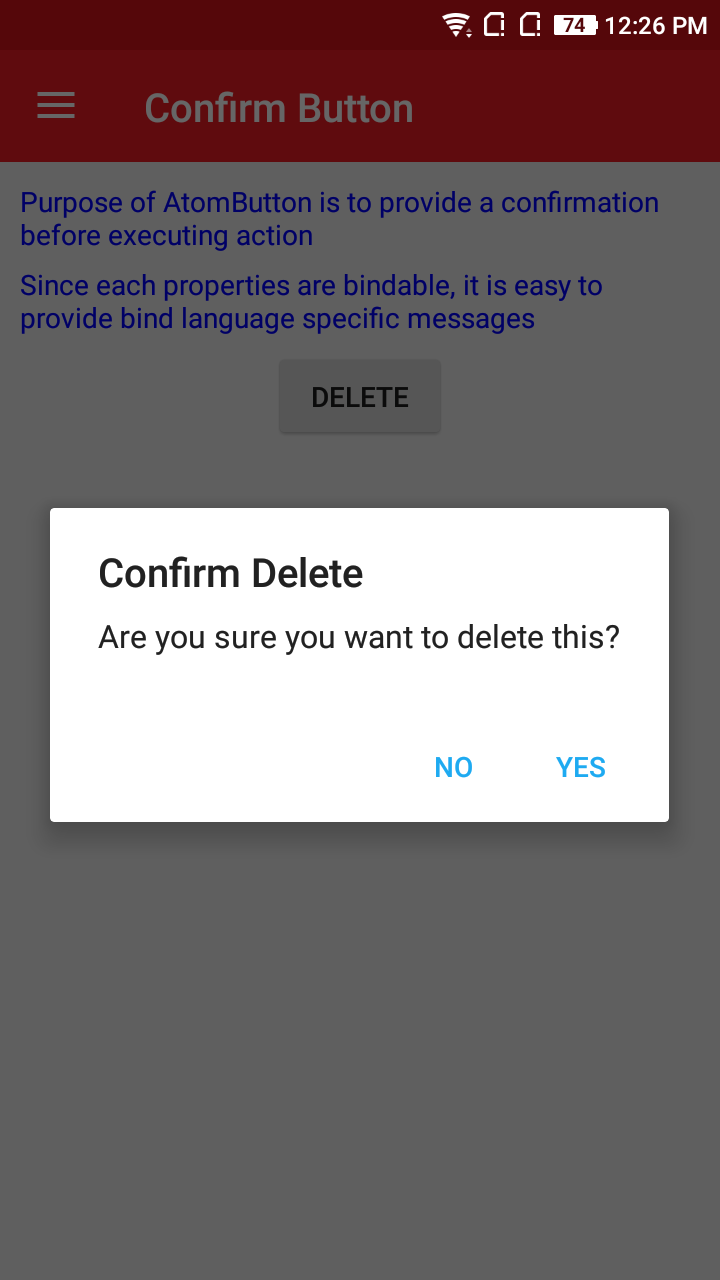 74 12:26 PM
Confirm Button
Purpose of AtomButton is to provide a confirmation
before executing action
Since each properties are bindable, it is easy to
provide bind language specific messages
DELETE
Confirm Delete
Are you sure you want to delete this?
NO YES